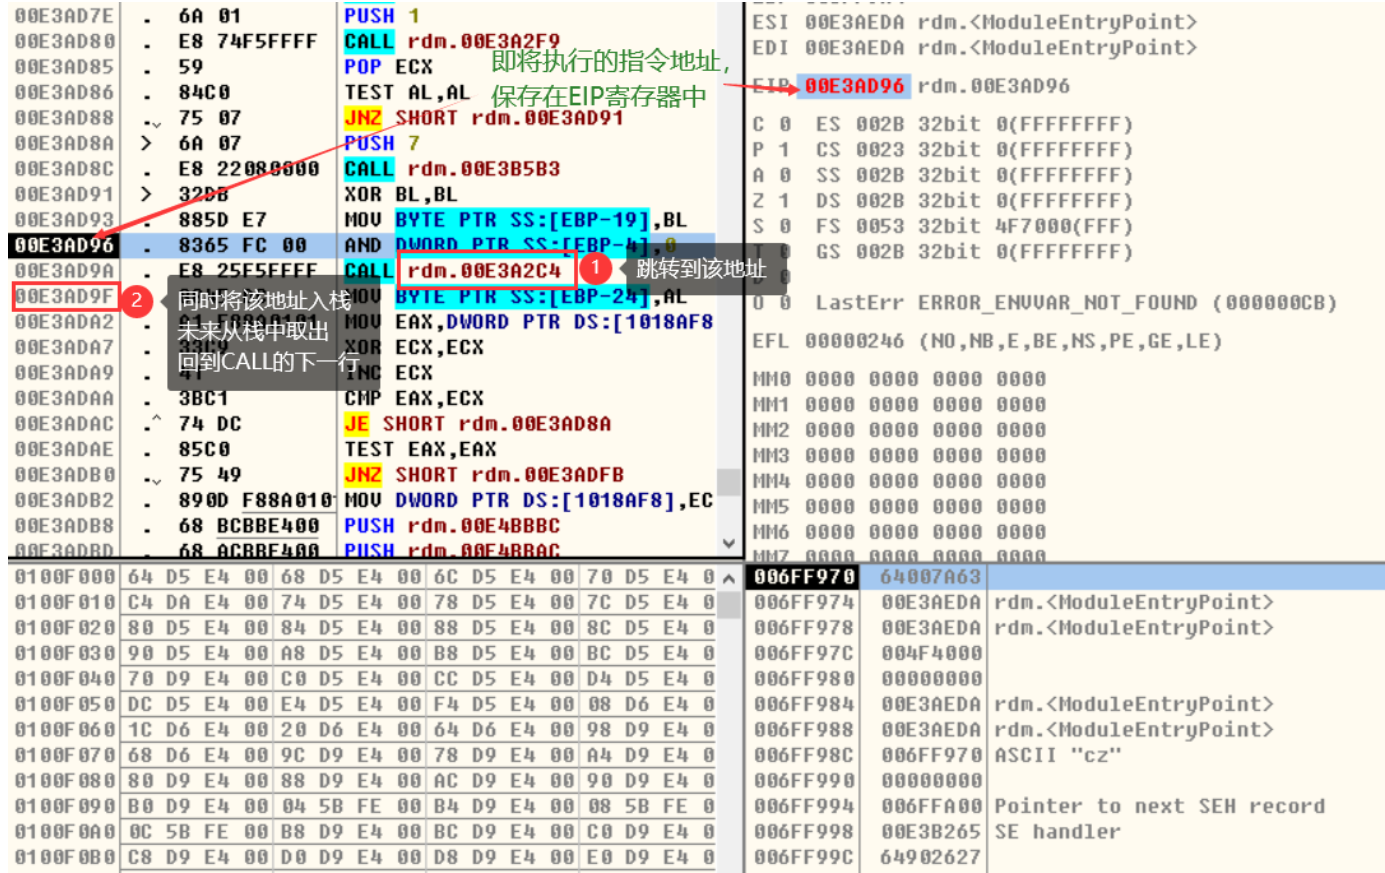 00E3AD7E . 6A 01 PUSH 1
00E3AD80 . E8 74F5FFFF CALL rdm.00E3A2F9
00E3AD85 . 59 POP ECX
00E3AD86 . 84C0 TEST AL,AL
00E3AD88 . 75 07 JNZ SHORT rdm.00E3AD91
00E3AD8A > 6A 07 PUSH 7
00E3AD8C . E8 22080000 CALL rdm.00E3B5B3
00E3AD91 > 32DB XOR BL,BL
00E3AD93 . 885D E7 MOV BYTE PTR SS:[EBP-19],BL
00E3AD96 . 8365 FC 00 AND DWORD PTR SS:[EBP-4],0
00E3AD9A . E8 25F5FFFF CALL rdm.00E3A2C4
00E3AD9F MOV BYTE PTR SS:[EBP-24],AL
00E3ADA2 . MOV EAX,DWORD PTR DS:[1018AF8
00E3ADA7 . 33C9 XOR ECX,ECX
00E3ADA9 . 41 INC ECX
00E3ADAA . 3BC1 CMP EAX,ECX
00E3ADAC .^ 74 DC JE SHORT rdm.00E3AD8A
00E3ADAE . 85C0 TEST EAX,EAX
00E3ADB0 . 75 49 JNZ SHORT rdm.00E3ADFB
00E3ADB2 . 890D F88A010 MOV DWORD PTR DS:[1018AF8],EC
00E3ADB8 . 68 BCBBE400 PUSH rdm.00E4BBBC
00E3ADBD . 68 ACBBE400 PUSH rdm.00E4BBAC
即将执行的指令地址,
保存在EIP寄存器中
1 跳转到该地址
2 同时将该地址入栈
未来从栈中取出
回到CALL的下一行
ESI 00E3AEDA rdm.<ModuleEntryPoint>
EDI 00E3AEDA rdm.<ModuleEntryPoint>
EIP 00E3AD96 rdm.00E3AD96
C 0 ES 002B 32bit 0(FFFFFFFF)
P 1 CS 0023 32bit 0(FFFFFFFF)
A 0 SS 002B 32bit 0(FFFFFFFF)
Z 1 DS 002B 32bit 0(FFFFFFFF)
S 0 FS 0053 32bit 4F7000(FFF)
T 0 GS 002B 32bit 0(FFFFFFFF)
D 0
O 0 LastErr ERROR_ENVVAR_NOT_FOUND (000000CB)
EFL 00000246 (NO,NB,E,BE,NS,PE,GE,LE)
MM0 0000 0000 0000 0000
MM1 0000 0000 0000 0000
MM2 0000 0000 0000 0000
MM3 0000 0000 0000 0000
MM4 0000 0000 0000 0000
MM5 0000 0000 0000 0000
MM6 0000 0000 0000 0000
MM7 0000 0000 0000 0000
0100F000 64 D5 E4 00 68 D5 E4 00 6C D5 E4 00 70 D5 E4 0
0100F010 C4 DA E4 00 74 D5 E4 00 78 D5 E4 00 7C D5 E4 0
0100F020 80 D5 E4 00 84 D5 E4 00 88 D5 E4 00 8C D5 E4 0
0100F030 90 D5 E4 00 A8 D5 E4 00 B8 D5 E4 00 BC D5 E4 0
0100F040 70 D9 E4 00 C0 D5 E4 00 CC D5 E4 00 D4 D5 E4 0
0100F050 DC D5 E4 00 E4 D5 E4 00 F4 D5 E4 00 08 D6 E4 0
0100F060 1C D6 E4 00 20 D6 E4 00 64 D6 E4 00 98 D9 E4 0
0100F070 68 D6 E4 00 9C D9 E4 00 78 D9 E4 00 A4 D9 E4 0
0100F080 80 D9 E4 00 88 D9 E4 00 AC D9 E4 00 90 D9 E4 0
0100F090 B0 D9 E4 00 04 5B FE 00 B4 D9 E4 00 08 5B FE 0
0100F0A0 0C 5B FE 00 B8 D9 E4 00 BC D9 E4 00 C0 D9 E4 0
0100F0B0 C8 D9 E4 00 D0 D9 E4 00 D8 D9 E4 00 E0 D9 E4 0
006FF970 64007A63
006FF974 00E3AEDA rdm.<ModuleEntryPoint>
006FF978 00E3AEDA rdm.<ModuleEntryPoint>
006FF97C 004F4000
006FF980 00000000
006FF984 00E3AEDA rdm.<ModuleEntryPoint>
006FF988 00E3AEDA rdm.<ModuleEntryPoint>
006FF98C 006FF970 ASCII "cz"
006FF990 00000000
006FF994 006FFA00 Pointer to next SEH record
006FF998 00E3B265 SE handler
006FF99C 64902627